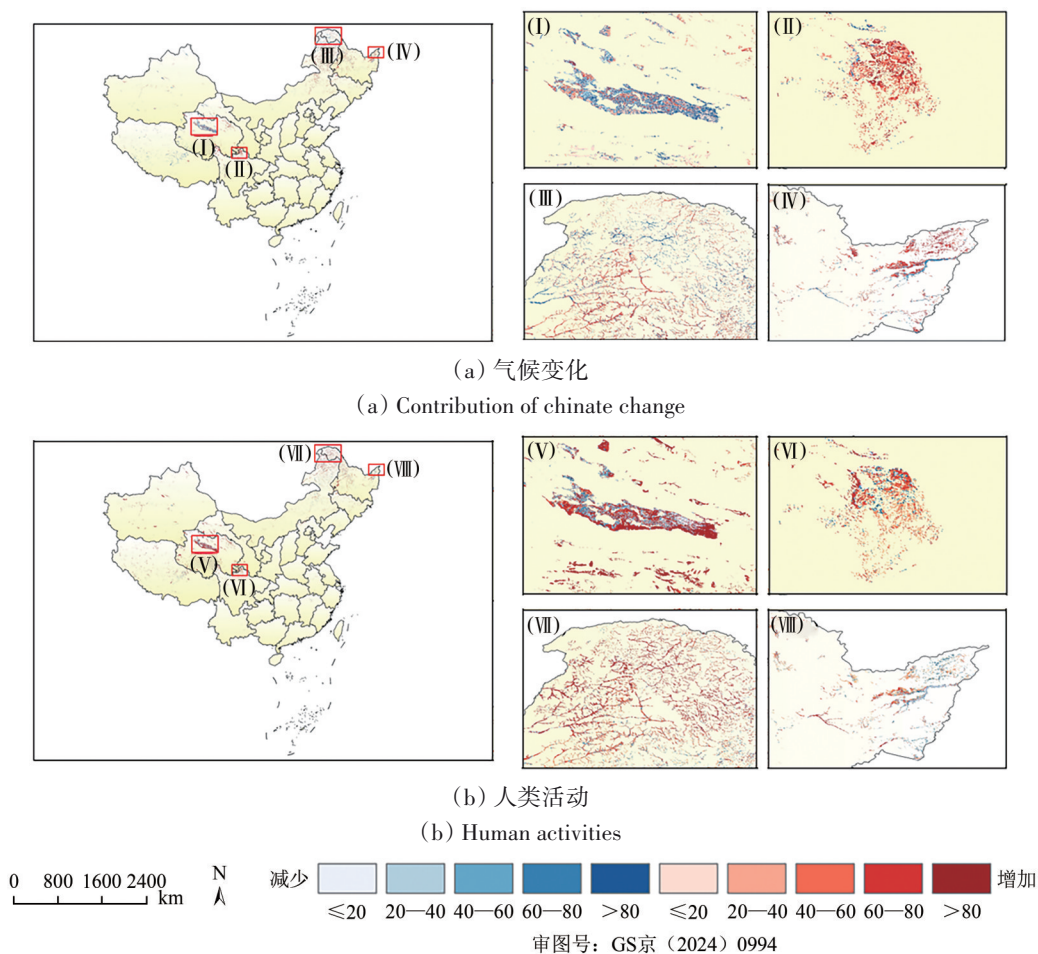 (Ⅲ)
(Ⅳ)
(Ⅰ)
(Ⅱ)
(Ⅰ)
(Ⅱ)
(Ⅲ)
(Ⅳ)
(a) 气候变化
(a) Contribution of chinate change
(Ⅶ)
(Ⅷ)
(Ⅴ)
(Ⅵ)
(Ⅴ)
(Ⅵ)
(Ⅶ)
(Ⅷ)
(b) 人类活动
(b) Human activities
0 800 1600 2400
km
N
减少 增加
≤20 20—40 40—60 60—80 >80 ≤20 20—40 40—60 60—80 >80
审图号：GS京（2024）0994